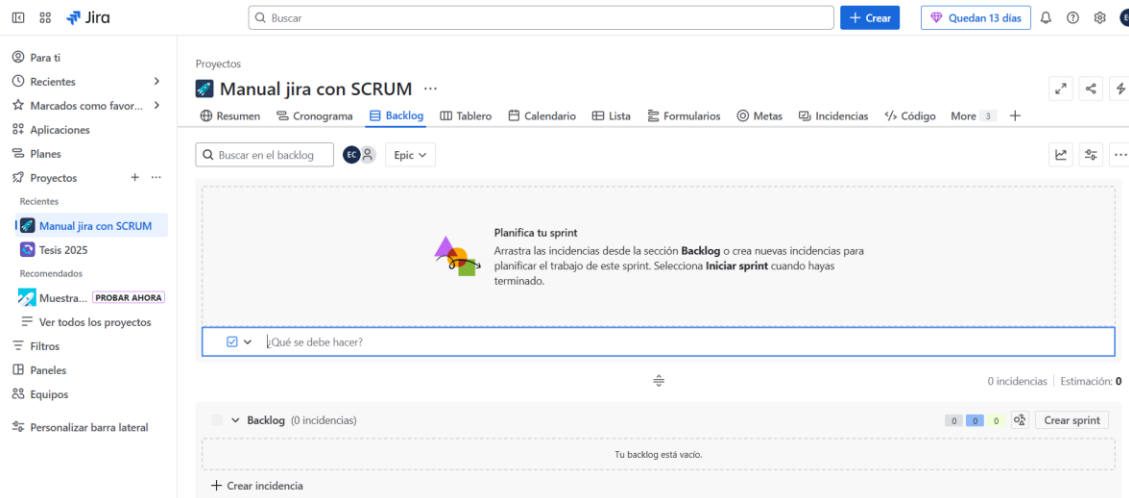 Jira
Buscar
Crear
Quedan 13 días
Para ti
Recientes
Marcados como favor...
Aplicaciones
Planes
Proyectos
Recientes
Manual jira con SCRUM
Tesis 2025
Recomendados
Muestra... PROBAR AHORA
Ver todos los proyectos
Filtros
Paneles
Equipos
Personalizar barra lateral
Proyectos
Manual jira con SCRUM
Resumen Cronograma Backlog Tablero Calendario Lista Formularios Metas Incidencias Código More 3
Buscar en el backlog EC Epic
Planifica tu sprint
Arrastra las incidencias desde la sección Backlog o crea nuevas incidencias para
planificar el trabajo de este sprint. Selecciona Iniciar sprint cuando hayas
terminado.
¿Qué se debe hacer?
0 incidencias Estimación: 0
Backlog (0 incidencias) 0 0 0 Crear sprint
Tu backlog está vacío.
Crear incidencia